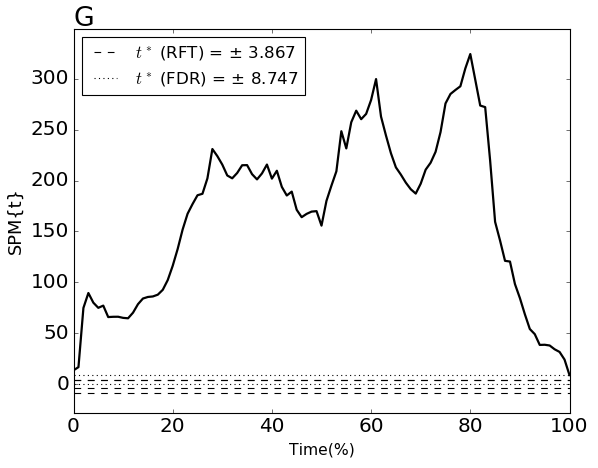 G
t* (RFT) = ± 3.867
t* (FDR) = ± 8.747
300
250
200
150
100
50
0
SPM{t}
0 20 40 60 80 100
Time(%)